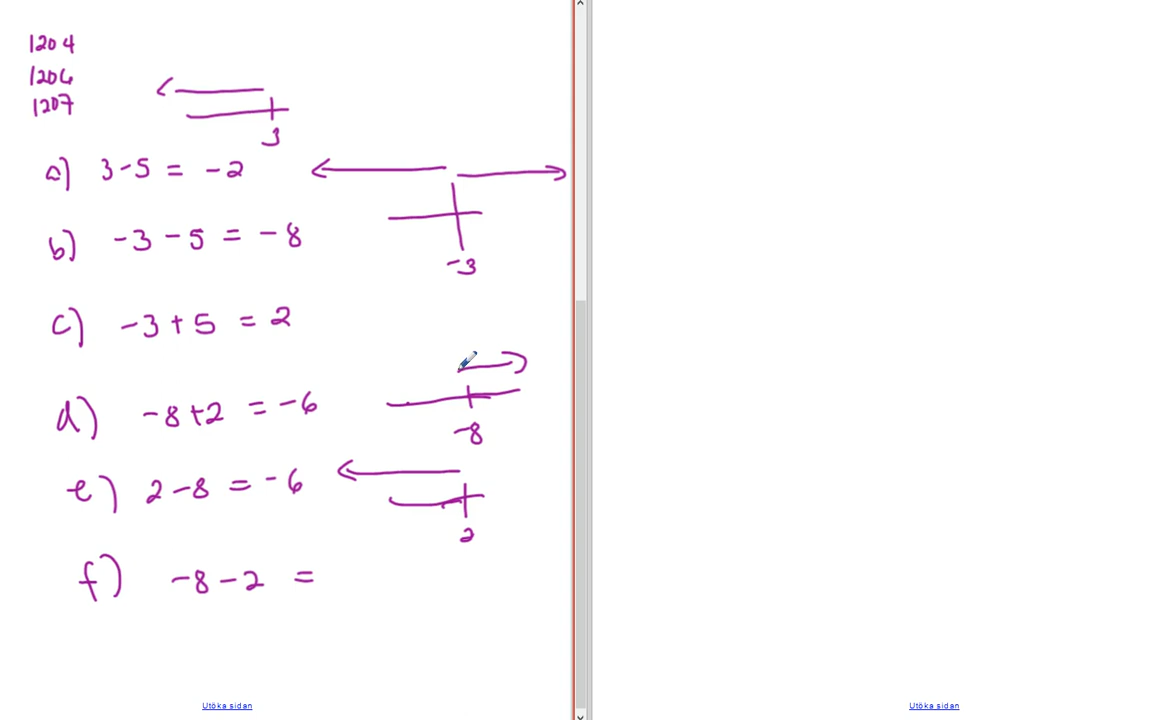 1204
1206
1207
3
a) 3-5 = -2
b) -3-5 = -8
-3
c) -3+5 = 2
d) -8+2 = -6
-8
e) 2-8 = -6
2
f) -8-2 =
Utöka sidan
Utöka sidan